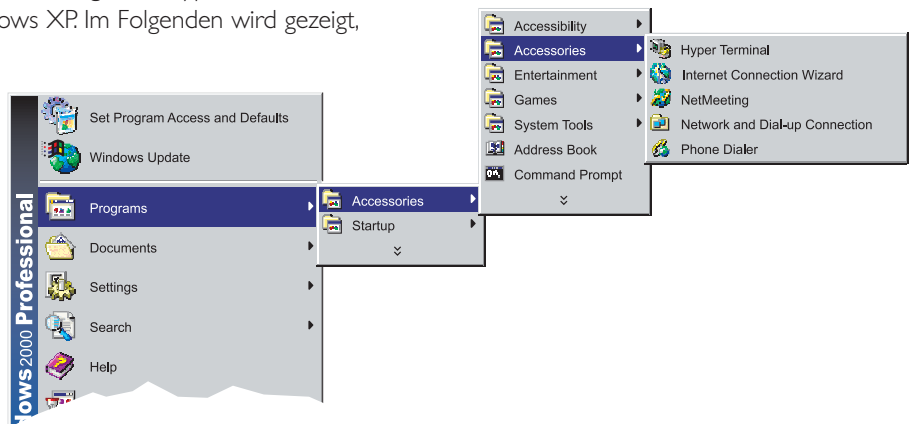 ows XP. Im Folgenden wird gezeigt,
Accessibility
Accessories
Entertainment
Games
System Tools
Address Book
Command Prompt
Hyper Terminal
Internet Connection Wizard
NetMeeting
Network and Dial-up Connection
Phone Dialer
Set Program Access and Defaults
Windows Update
Programs
Documents
Settings
Search
Help
Accessories
Startup
dows 2000 Professional